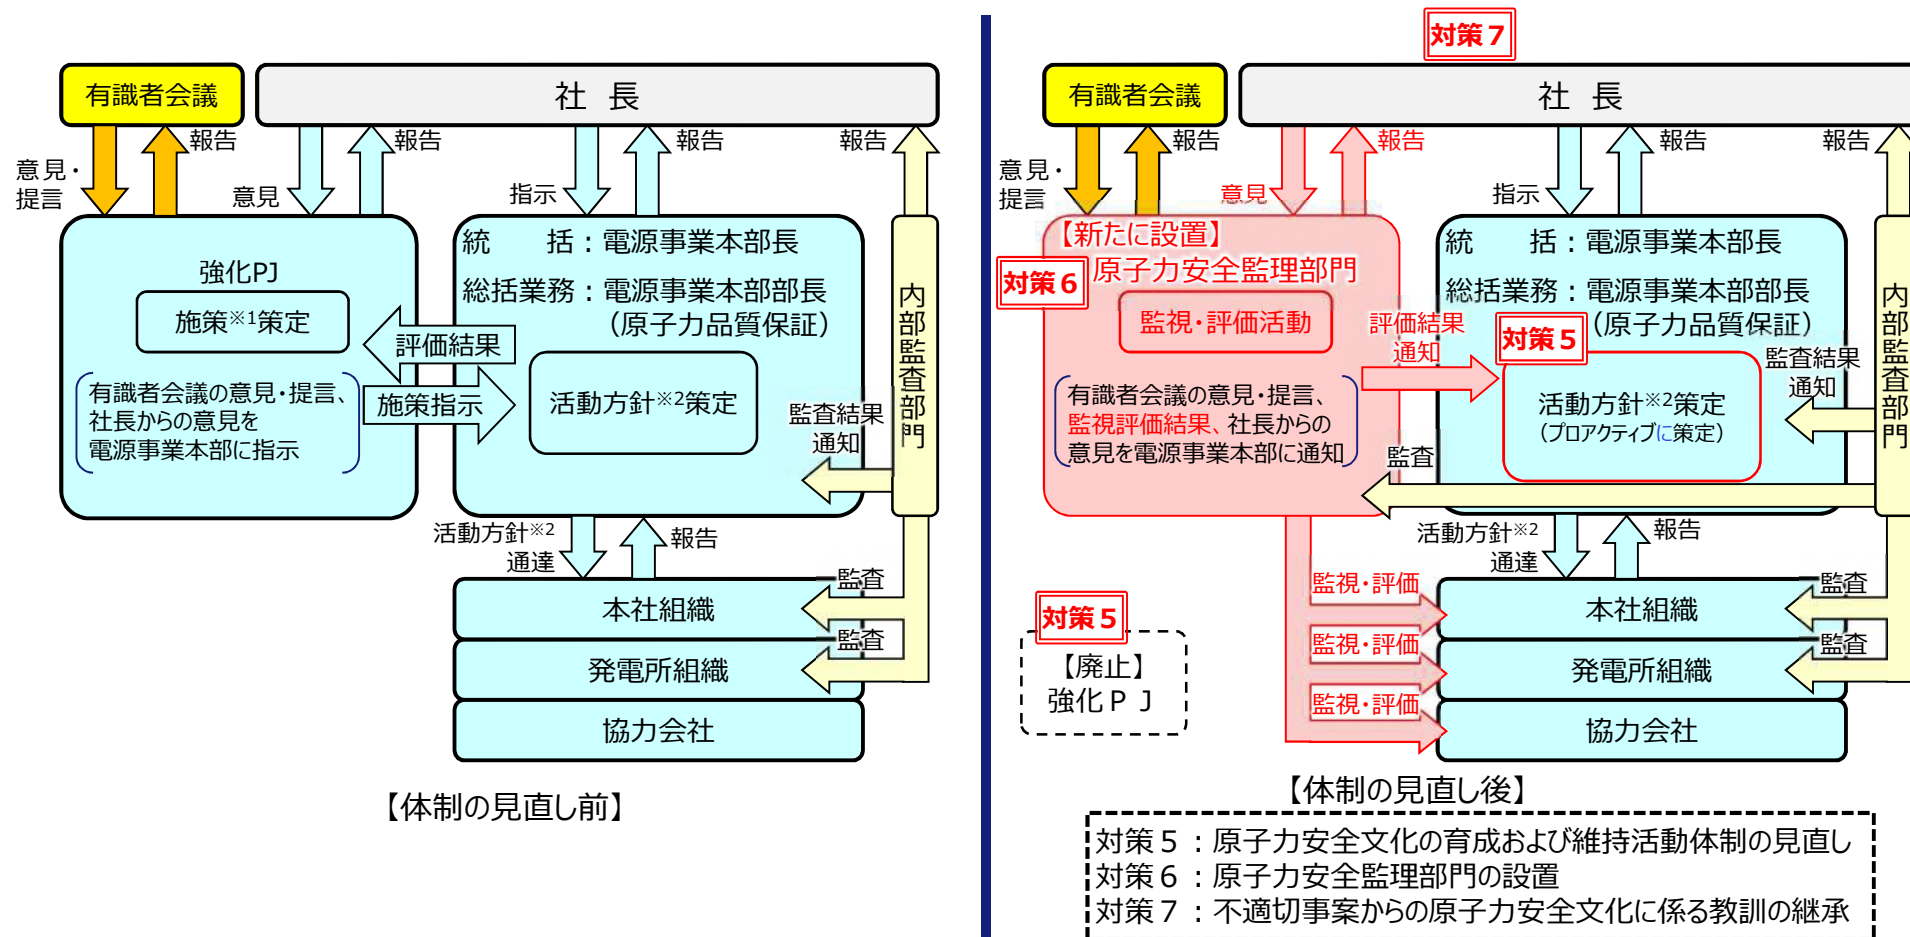 有識者会議
社 長
意見・
提言
報告
意見
報告
指示
報告
報告
強化PJ
施策※1策定
有識者会議の意見・提言、
社長からの意見を
電源事業本部に指示
評価結果
施策指示
統 括：電源事業本部長
総括業務：電源事業本部部長
（原子力品質保証）
活動方針※2策定
内部監査部門
監査結果
通知
活動方針※2
通達
報告
監査
本社組織
監査
発電所組織
協力会社
【体制の見直し前】
対策７
有識者会議
社 長
意見・
提言
報告
意見
報告
指示
報告
報告
【新たに設置】
対策６
原子力安全監理部門
監視・評価活動
有識者会議の意見・提言、
監視評価結果、社長からの
意見を電源事業本部に通知
評価結果
通知
統 括：電源事業本部長
総括業務：電源事業本部部長
（原子力品質保証）
対策５
活動方針※2策定
（プロアクティブに策定）
監査結果
通知
内部監査部門
監査
活動方針※2
通達
報告
監視・評価
監査
本社組織
監視・評価
監査
発電所組織
監視・評価
協力会社
対策５
【廃止】
強化ＰＪ
【体制の見直し後】
対策５：原子力安全文化の育成および維持活動体制の見直し
対策６：原子力安全監理部門の設置
対策７：不適切事案からの原子力安全文化に係る教訓の継承